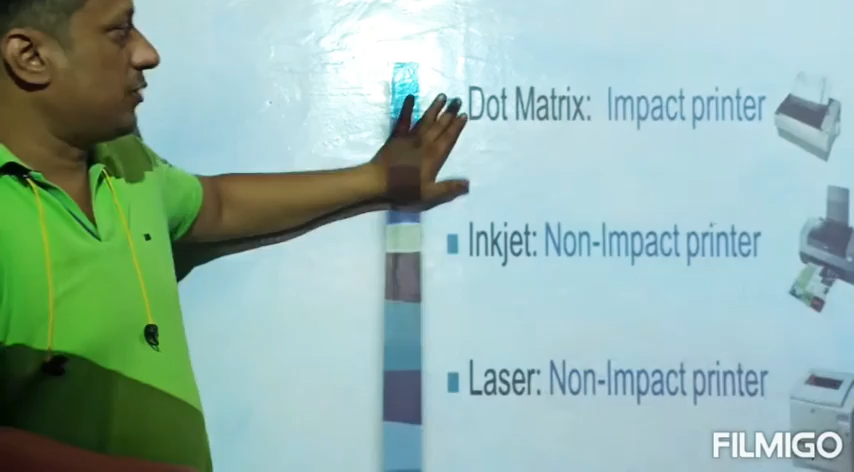 Dot Matrix: Impact printer
Inkjet: Non-Impact printer
Laser: Non-Impact printer
FILMIGO